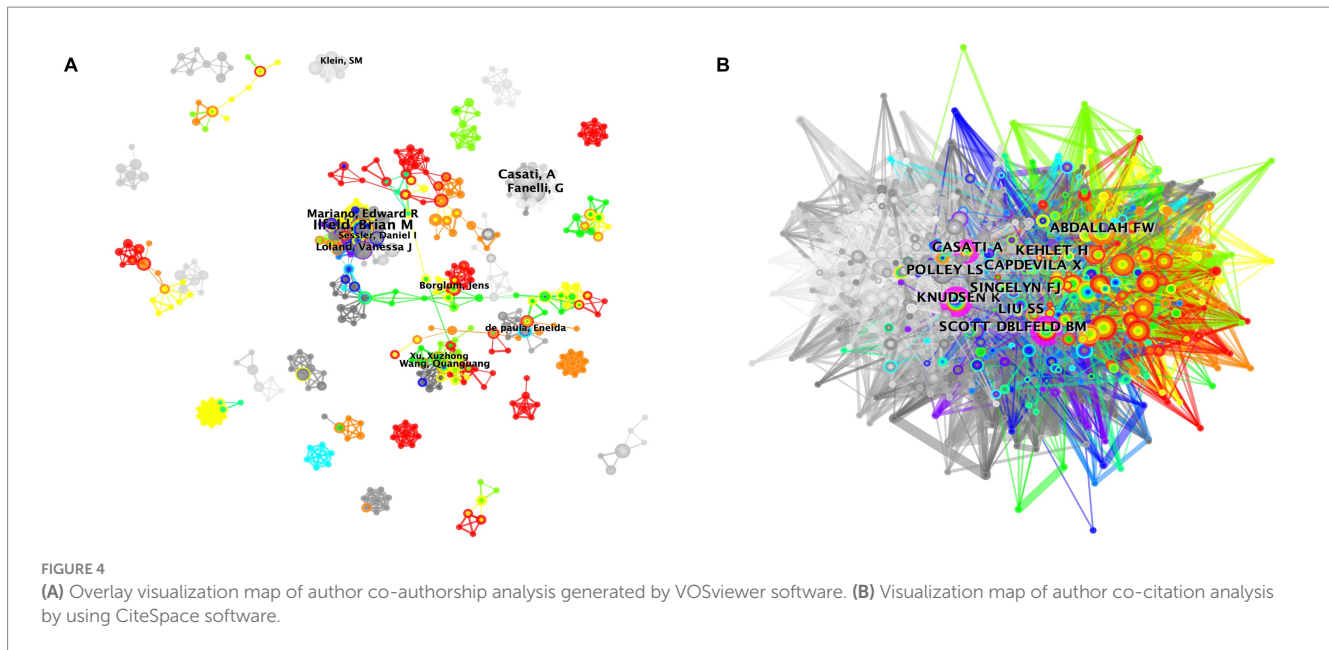 A
B
Klein, SM
Casati, A
Fanelli, G
Mariano, Edward R
Ilfeld, Brian M
Sessler, Daniel I
Loland, Vanessa J
Borglum, Jens
de paula, Eneida
Xu, Xuzhong
Wang, Quanguang
ABDALLAH FW
CASATI A
KEHLET H
POLLEY LS
CAPDEVILA X
SINGELYN FJ
KNUDSEN K
LIU SS
SCOTT DB
ILFELD BM
FIGURE 4
(A) Overlay visualization map of author co-authorship analysis generated by VOSviewer software. (B) Visualization map of author co-citation analysis
by using CiteSpace software.